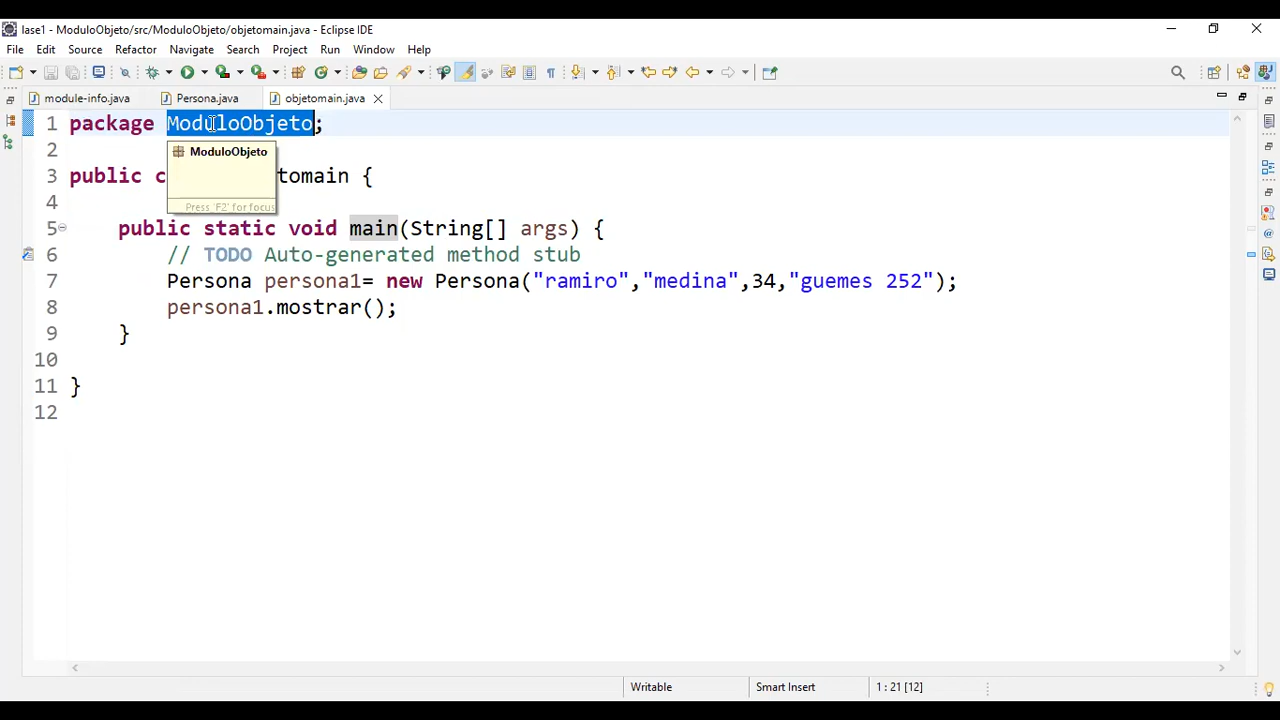 lase1 - ModuloObjeto/src/ModuloObjeto/objetomain.java - Eclipse IDE
File Edit Source Refactor Navigate Search Project Run Window Help
module-info.java Persona.java objetomain.java
1 package ModuloObjeto;
2 ModuloObjeto
3 public c tomain {
Press 'F2' for focus
4
5 public static void main(String[] args) {
6 // TODO Auto-generated method stub
7 Persona persona1= new Persona("ramiro","medina",34,"guemes 252");
8 persona1.mostrar();
9 }
10
11 }
12
Writable Smart Insert 1 : 21 [12]